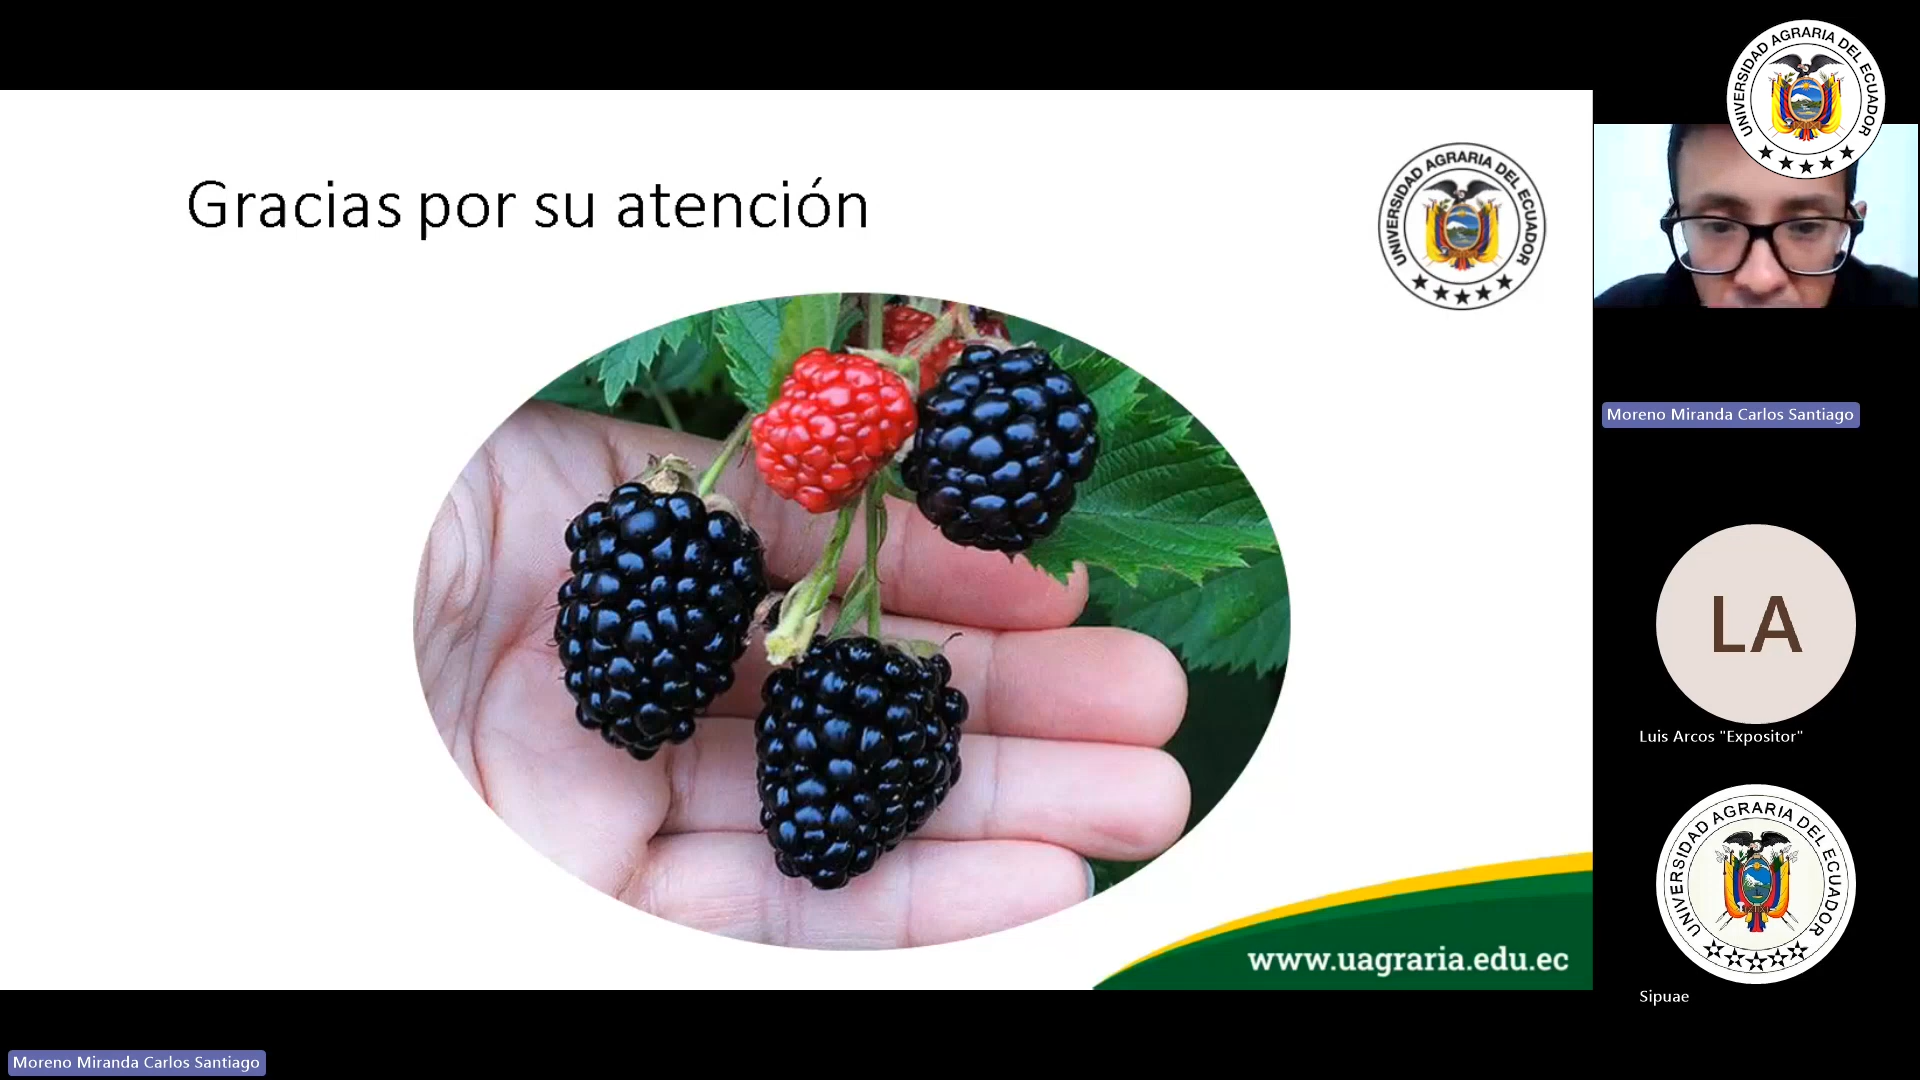 Gracias por su atención
UNIVERSIDAD AGRARIA DEL ECUADOR
www.uagraria.edu.ec
UNIVERSIDAD AGRARIA DEL ECUADOR
Moreno Miranda Carlos Santiago
LA
Luis Arcos "Expositor"
UNIVERSIDAD AGRARIA DEL ECUADOR
Sipuae
Moreno Miranda Carlos Santiago